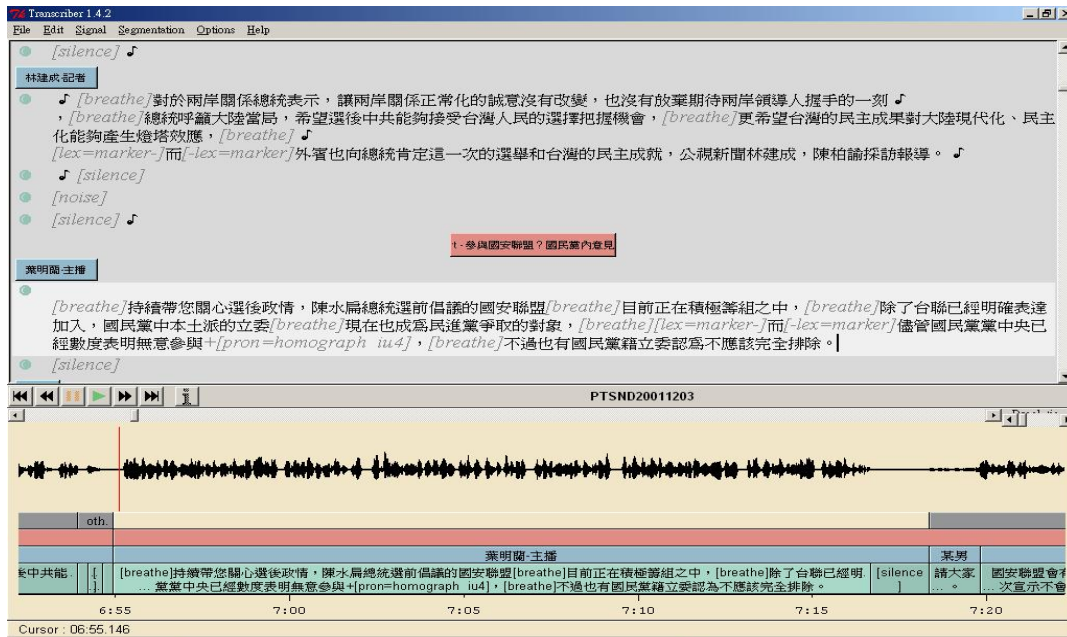 Transcriber 1.4.2
File Edit Signal Segmentation Options Help
[silence] ♪
林建成-記者
♪ [breathe]對於兩岸關係總統表示，讓兩岸關係正常化的誠意沒有改變，也沒有放棄期待兩岸領導人握手的一刻 ♪
，[breathe]總統呼籲大陸當局，希望選後中共能夠接受台灣人民的選擇把握機會，[breathe]更希望台灣的民主成果對大陸現代化、民主
化能夠產生燈塔效應，[breathe] ♪
[lex=marker-]而[-lex=marker]外賓也向總統肯定這一次的選舉和台灣的民主成就，公視新聞林建成，陳柏諭採訪報導。 ♪
♪ [silence]
[noise]
[silence] ♪
t - 參與國安聯盟？國民黨內意見
葉明蘭-主播
[breathe]持續帶您關心選後政情，陳水扁總統選前倡議的國安聯盟[breathe]目前正在積極籌組之中，[breathe]除了台聯已經明確表達
加入，國民黨中本土派的立委[breathe]現在也成為民進黨爭取的對象，[breathe][lex=marker-]而[-lex=marker]儘管國民黨黨中央已
經數度表明無意參與+[pron=homograph iu4]，[breathe]不過也有國民黨籍立委認為不應該完全排除。
[silence]
PTSND20011203
oth.
葉明蘭-主播 某男
後中共能. [ [breathe]持續帶您關心選後政情，陳水扁總統選前倡議的國安聯盟[breathe]目前正在積極籌組之中，[breathe]除了台聯已經明. [silence 請大家 國安聯盟會
]. ... 黨黨中央已經數度表明無意參與+[pron=homograph iu4]，[breathe]不過也有國民黨籍立委認為不應該完全排除。 ] ... 。 ... 次宣示不會
6:55 7:00 7:05 7:10 7:15 7:20
Cursor : 06:55.146